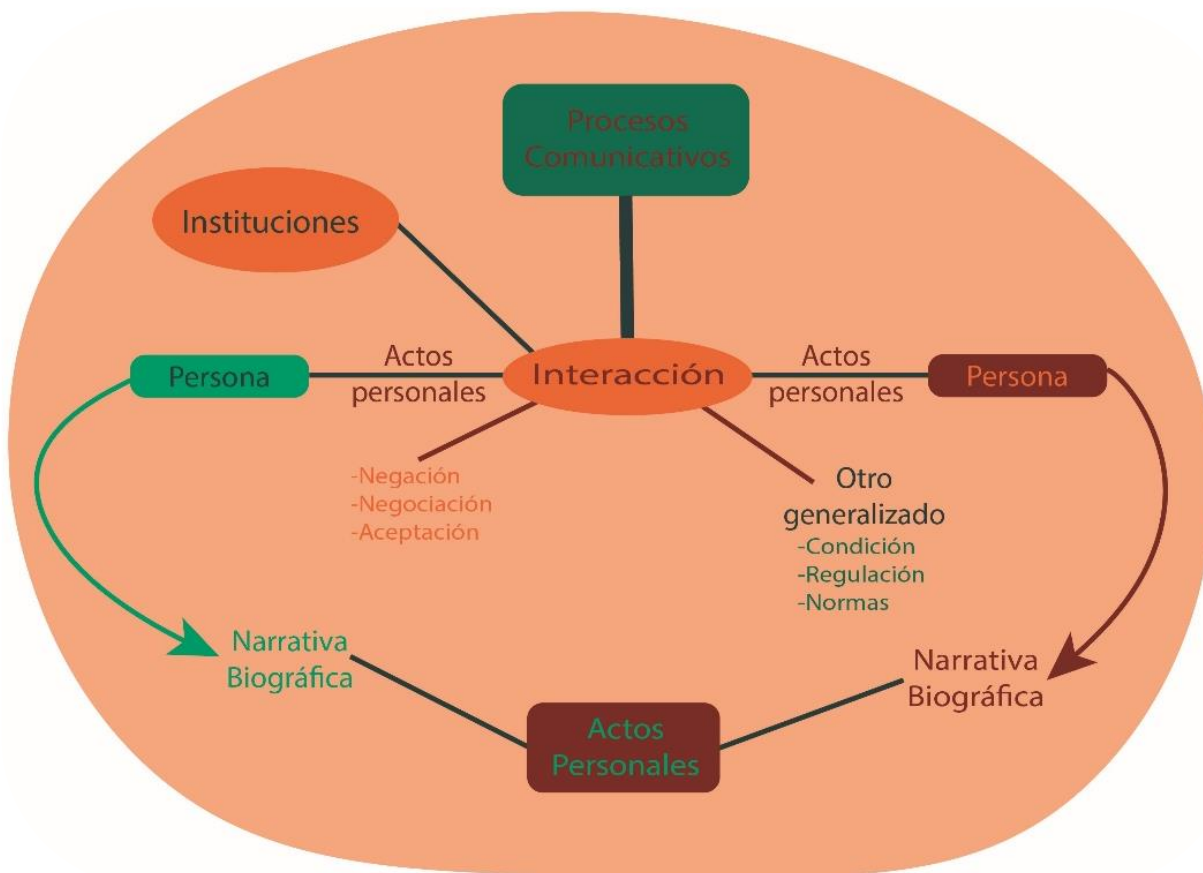 Procesos
Comunicativos
Instituciones
Persona
Actos
personales
Interacción
Actos
personales
Persona
-Negación
-Negociación
-Aceptación
Otro
generalizado
-Condición
-Regulación
-Normas
Narrativa
Biográfica
Narrativa
Biográfica
Actos
Personales